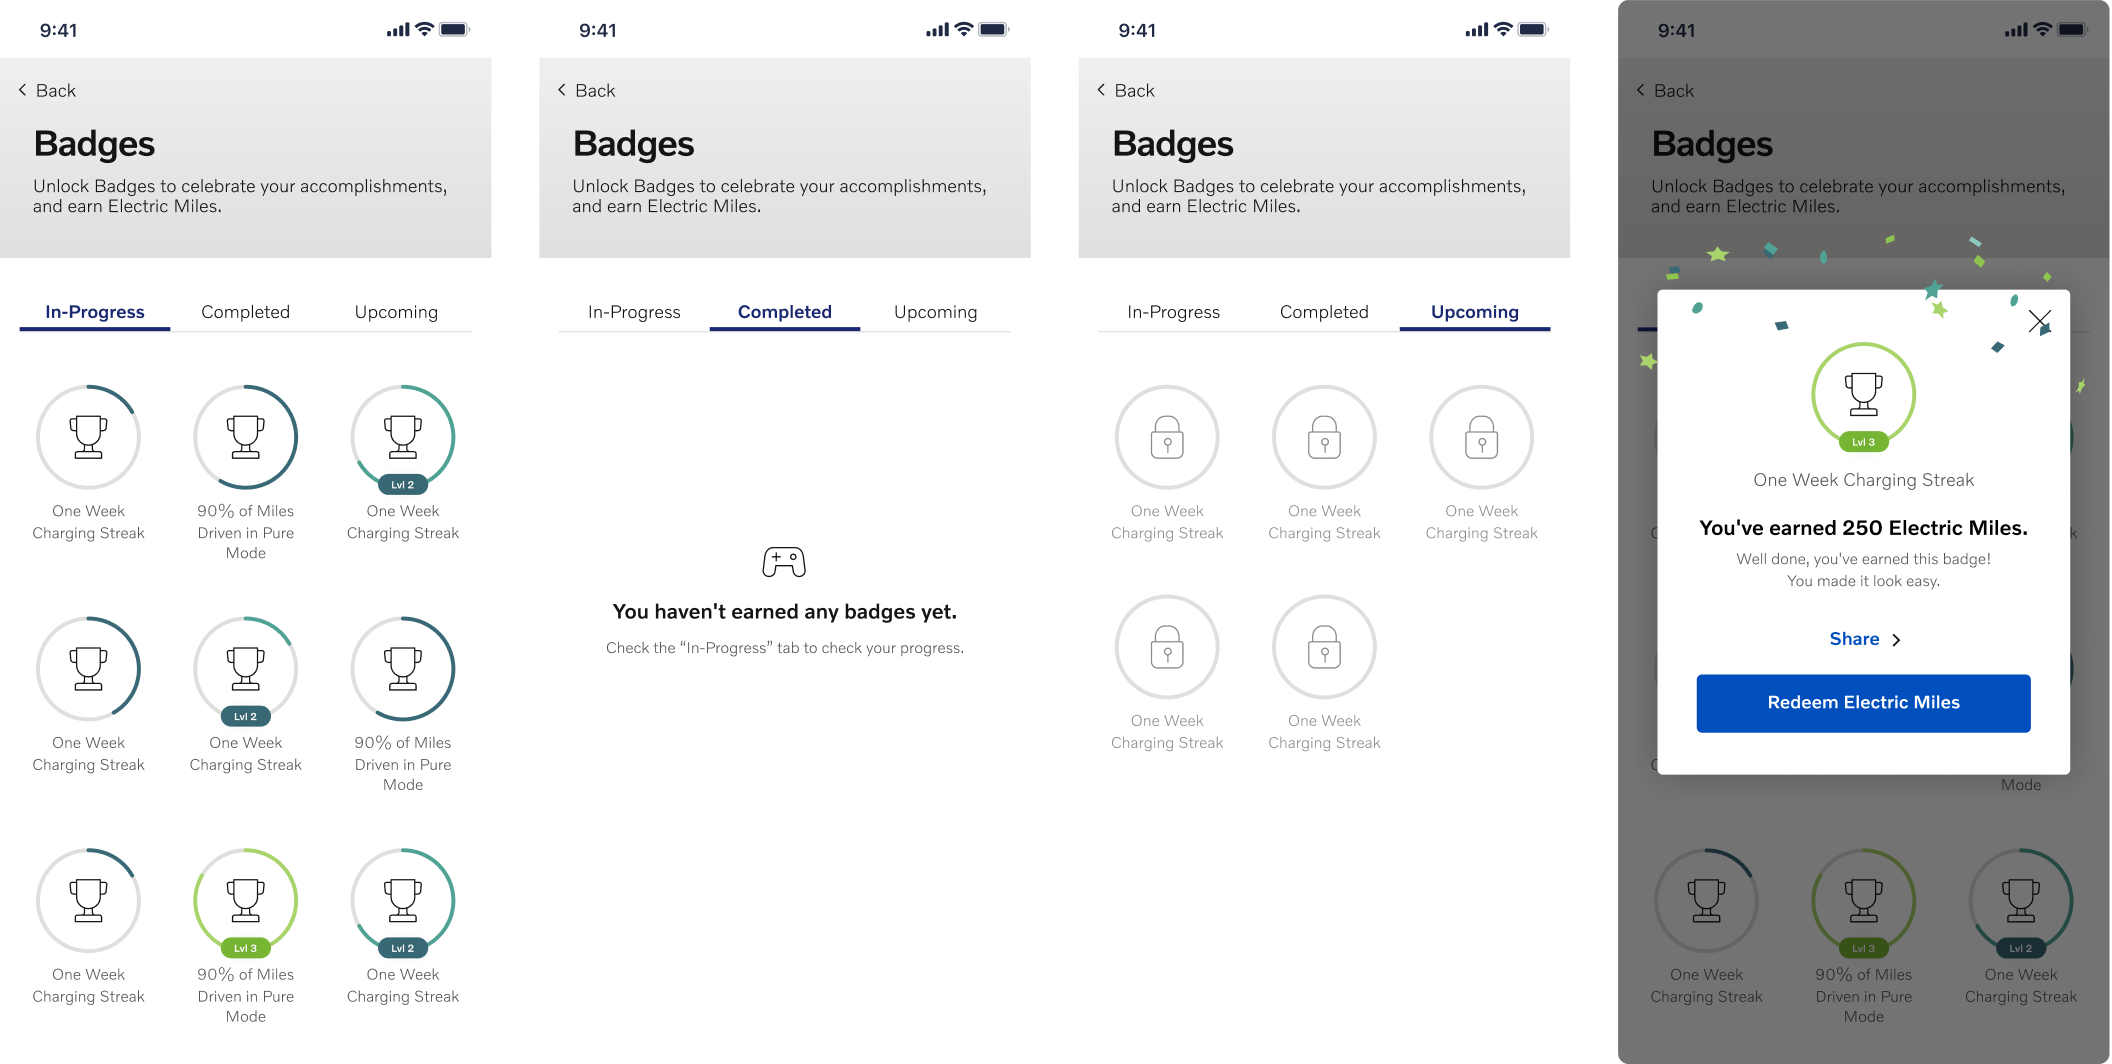 9:41
Back
Badges
Unlock Badges to celebrate your accomplishments,
and earn Electric Miles.
In-Progress
Completed
Upcoming
Lvl 2
One Week
Charging Streak
90% of Miles
Driven in Pure
Mode
One Week
Charging Streak
Lvl 2
One Week
Charging Streak
One Week
Charging Streak
90% of Miles
Driven in Pure
Mode
Lvl 3
Lvl 2
One Week
Charging Streak
90% of Miles
Driven in Pure
Mode
One Week
Charging Streak
9:41
Back
Badges
Unlock Badges to celebrate your accomplishments,
and earn Electric Miles.
In-Progress
Completed
Upcoming
You haven't earned any badges yet.
Check the “In-Progress” tab to check your progress.
9:41
Back
Badges
Unlock Badges to celebrate your accomplishments,
and earn Electric Miles.
In-Progress
Completed
Upcoming
One Week
Charging Streak
One Week
Charging Streak
One Week
Charging Streak
One Week
Charging Streak
One Week
Charging Streak
9:41
Back
Badges
Unlock Badges to celebrate your accomplishments,
and earn Electric Miles.
Lvl 3
One Week Charging Streak
You've earned 250 Electric Miles.
Well done, you've earned this badge!
You made it look easy.
Share
Redeem Electric Miles
Mode
Lvl 3
Lvl 2
One Week
Charging Streak
90% of Miles
Driven in Pure
Mode
One Week
Charging Streak